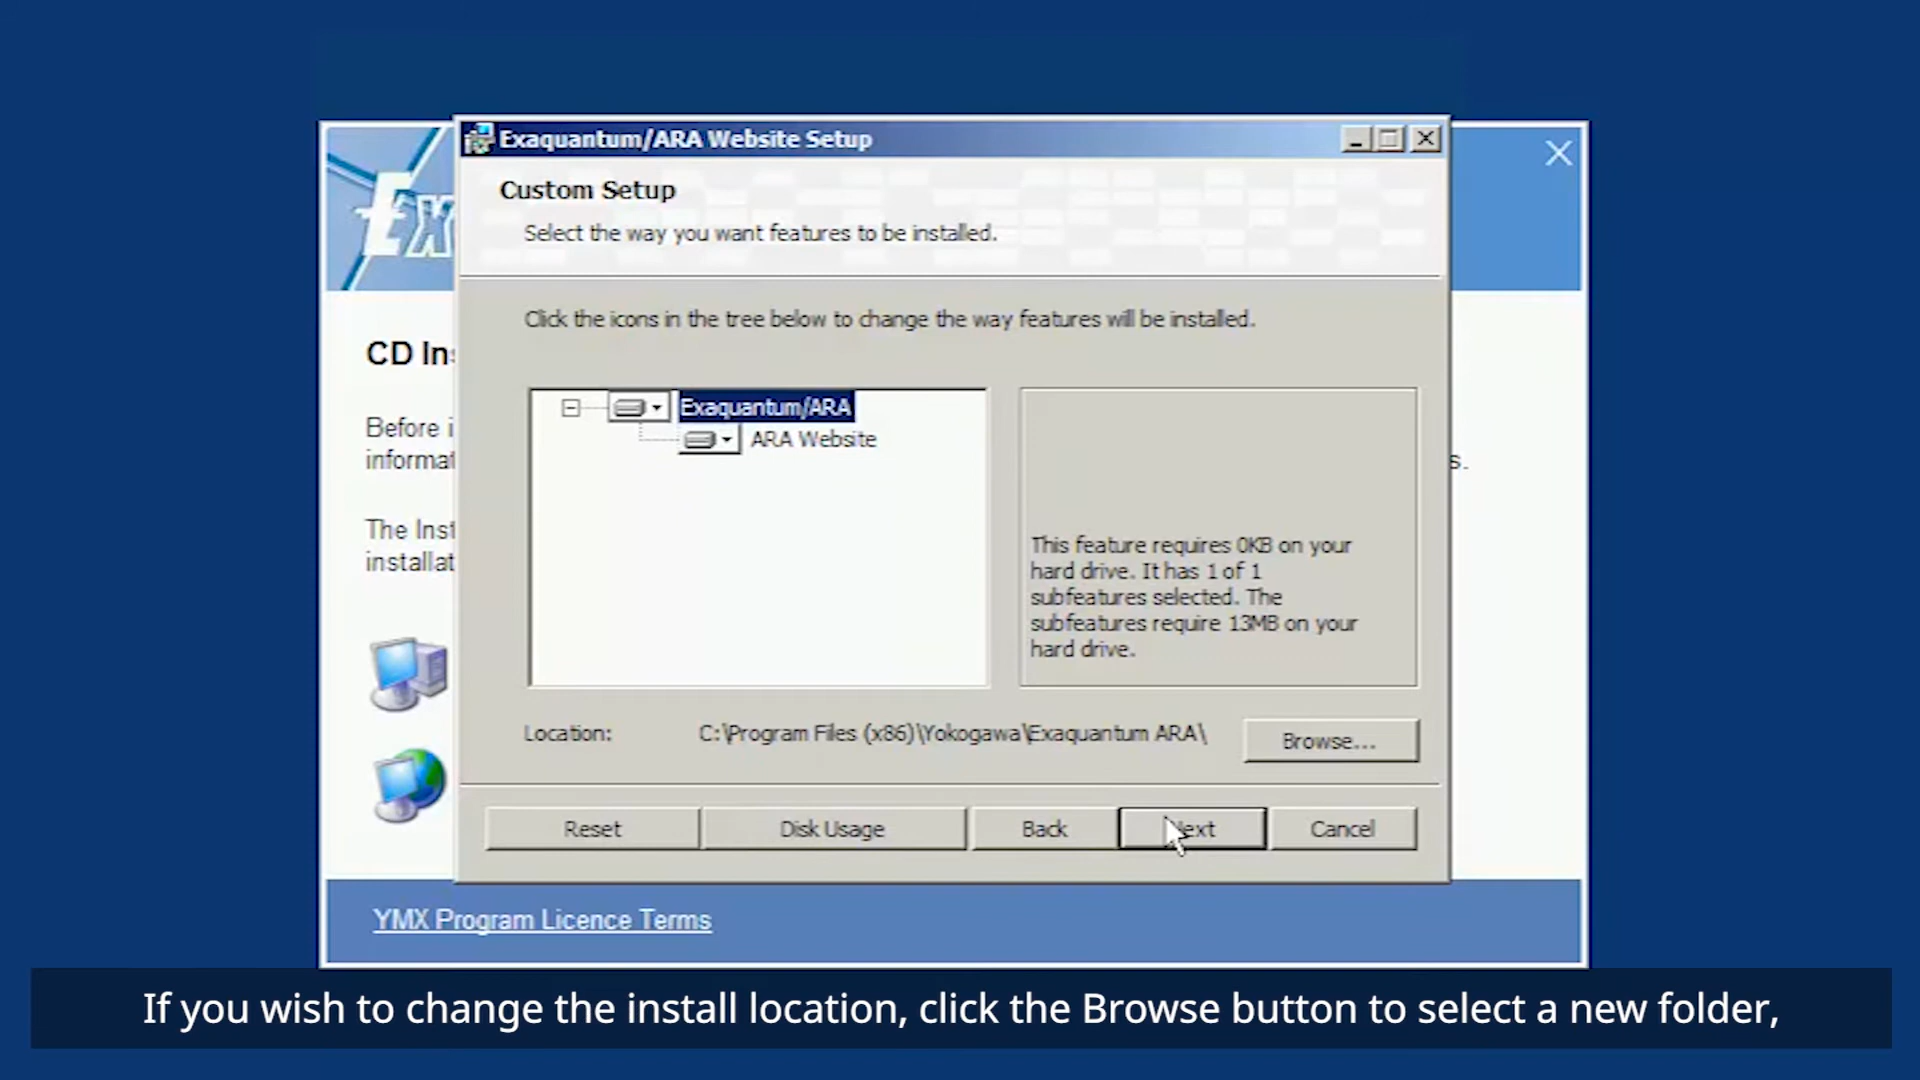 Exaquantum/ARA Website Setup
Custom Setup
Select the way you want features to be installed.
Click the icons in the tree below to change the way features will be installed.
Exaquantum/ARA
ARA Website
This feature requires 0KB on your
hard drive. It has 1 of 1
subfeatures selected. The
subfeatures require 13MB on your
hard drive.
Location:
C:\Program Files (x86)\Yokogawa\Exaquantum ARA\
Browse...
Reset
Disk Usage
Back
Next
Cancel
Ex
CD In
Before i
informat
s.
The Inst
installat
YMX Program Licence Terms
If you wish to change the install location, click the Browse button to select a new folder,